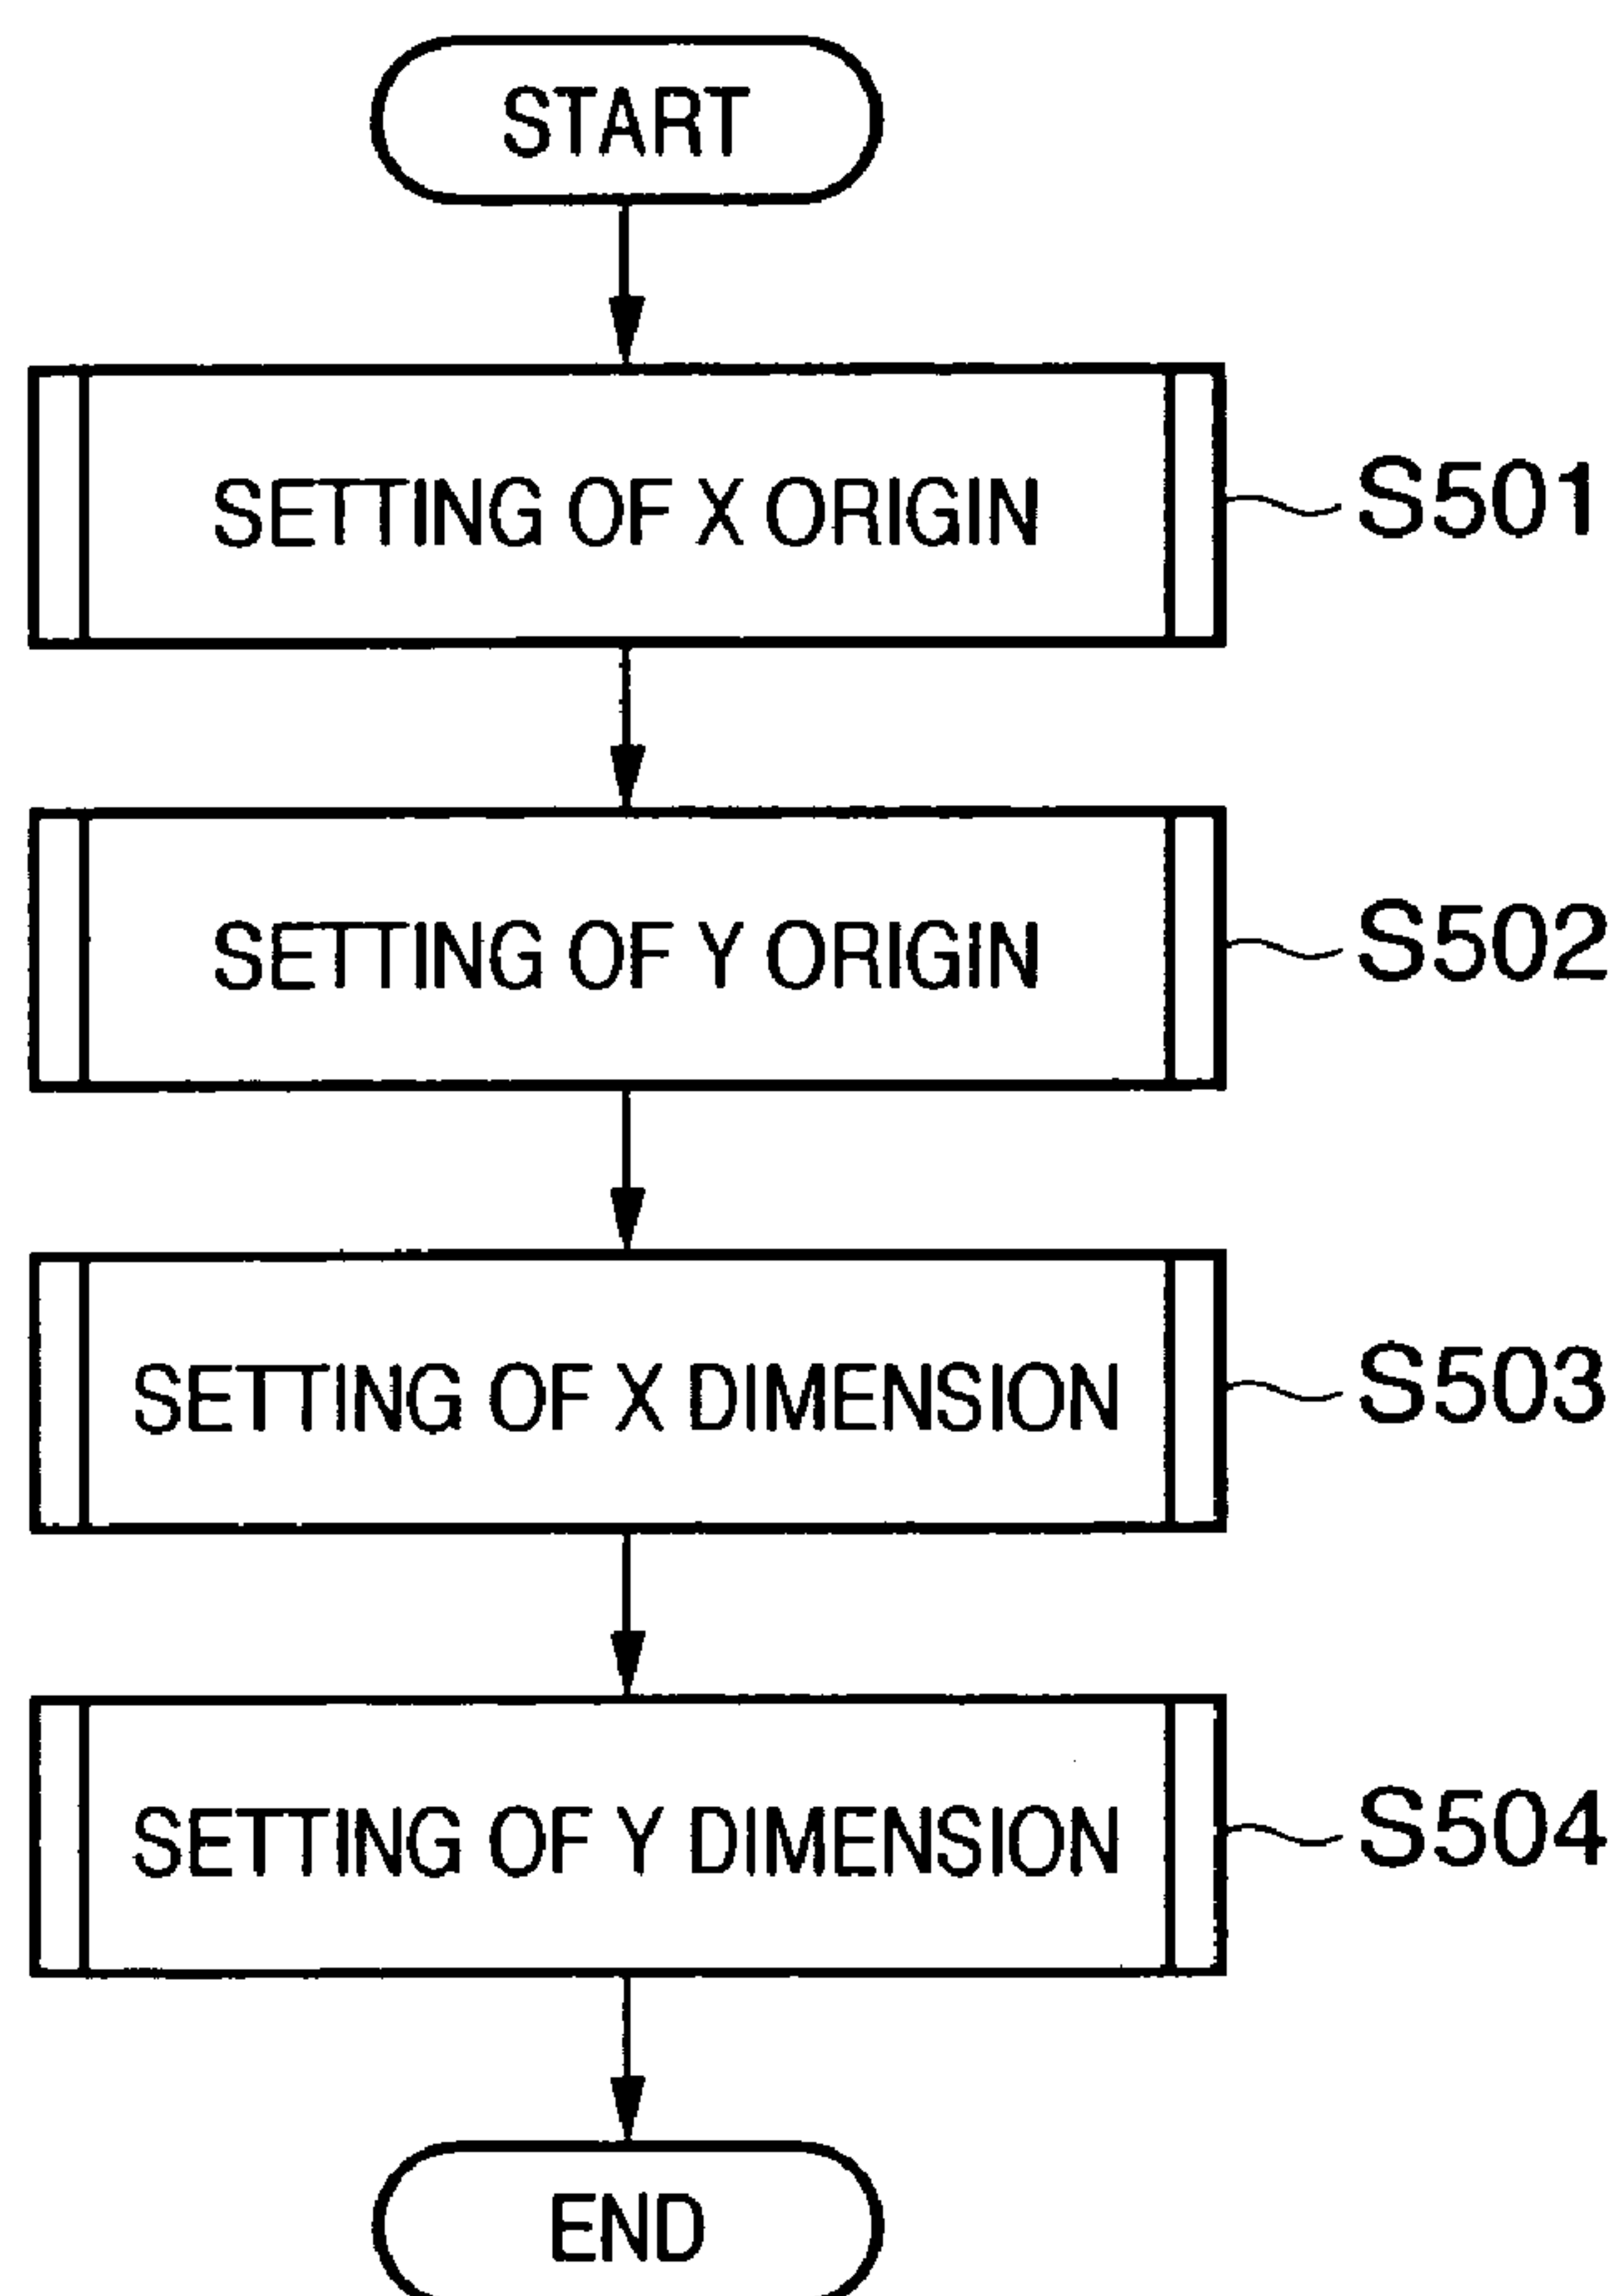 START
SETTING OF X ORIGIN S501
SETTING OF Y ORIGIN S502
SETTING OF X DIMENSION S503
SETTING OF Y DIMENSION S504
END